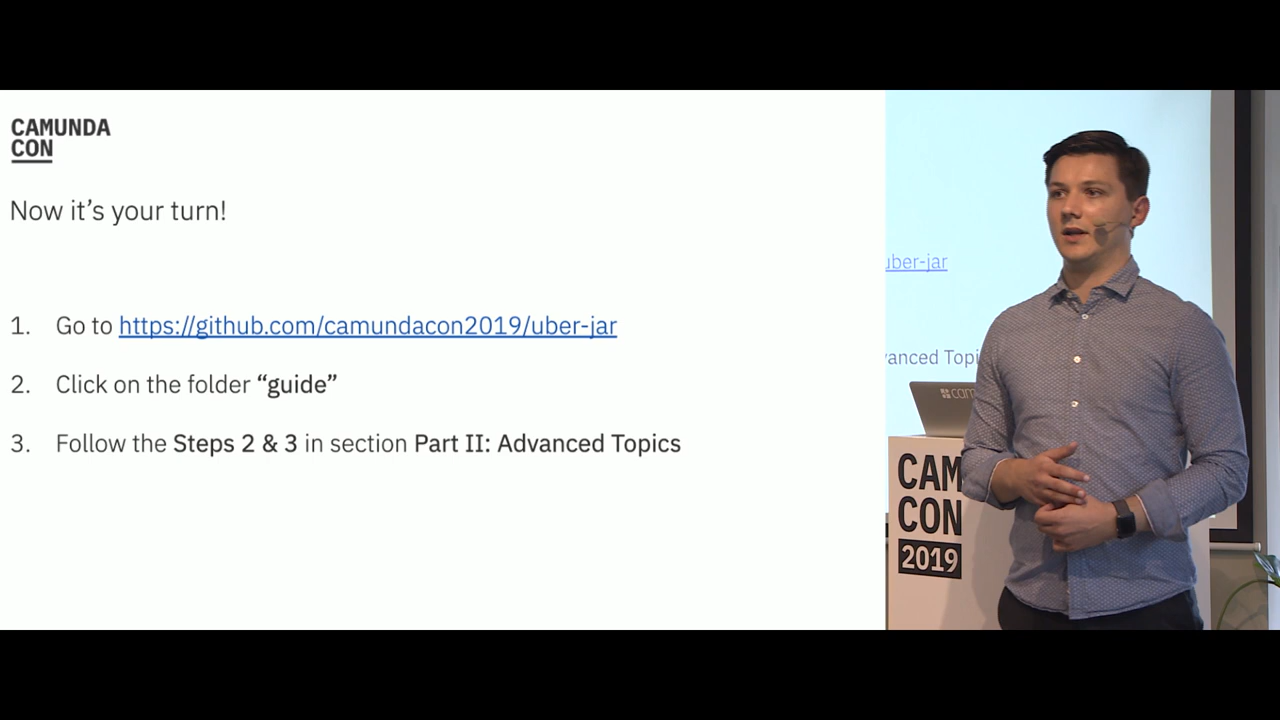 CAMUNDA
CON
Now it's your turn!
1. Go to https://github.com/camundacon2019/uber-jar
2. Click on the folder “guide”
3. Follow the Steps 2 & 3 in section Part II: Advanced Topics
uber-jar
vanced Topi
cam
CAM
CON
2019